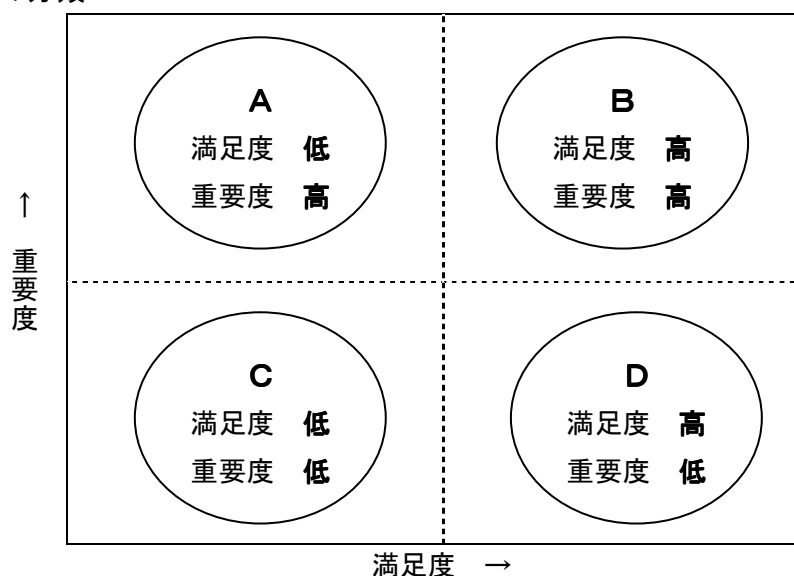 A
満足度 低
重要度 高
B
満足度 高
重要度 高
↑ 重要度
C
満足度 低
重要度 低
D
満足度 高
重要度 低
満足度 →